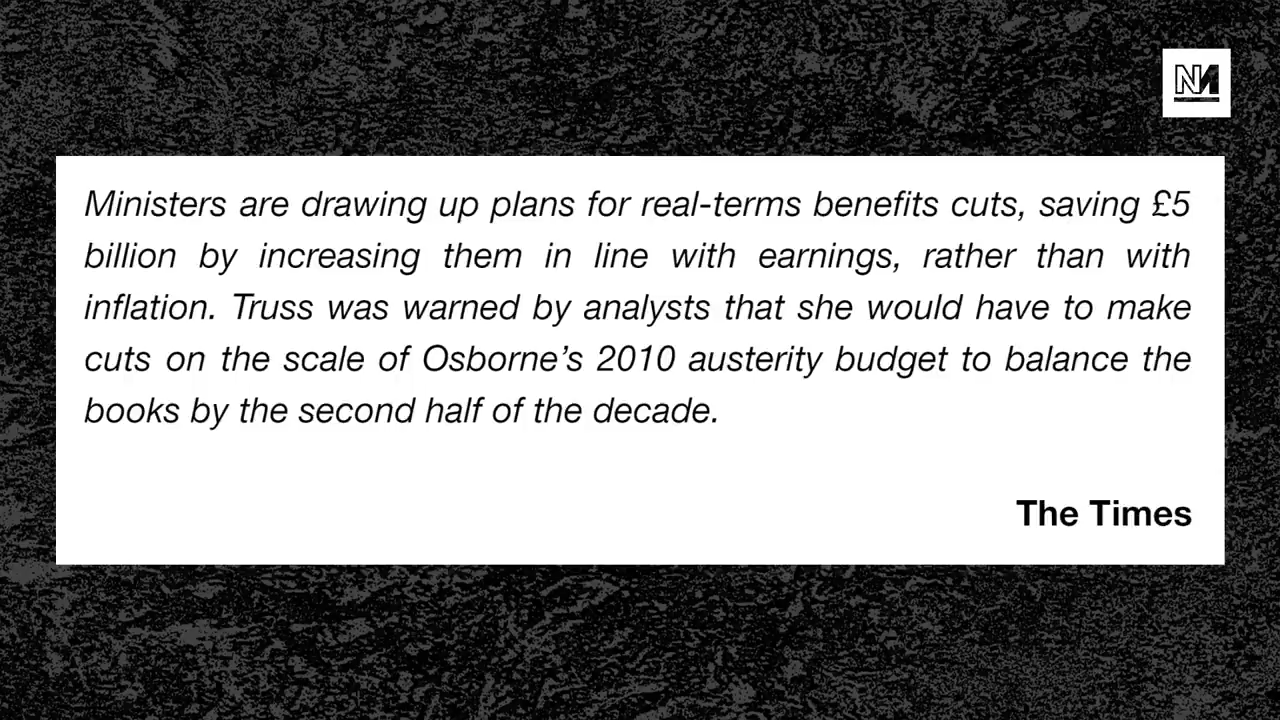 NM
Ministers are drawing up plans for real-terms benefits cuts, saving £5
billion by increasing them in line with earnings, rather than with
inflation. Truss was warned by analysts that she would have to make
cuts on the scale of Osborne’s 2010 austerity budget to balance the
books by the second half of the decade.
The Times